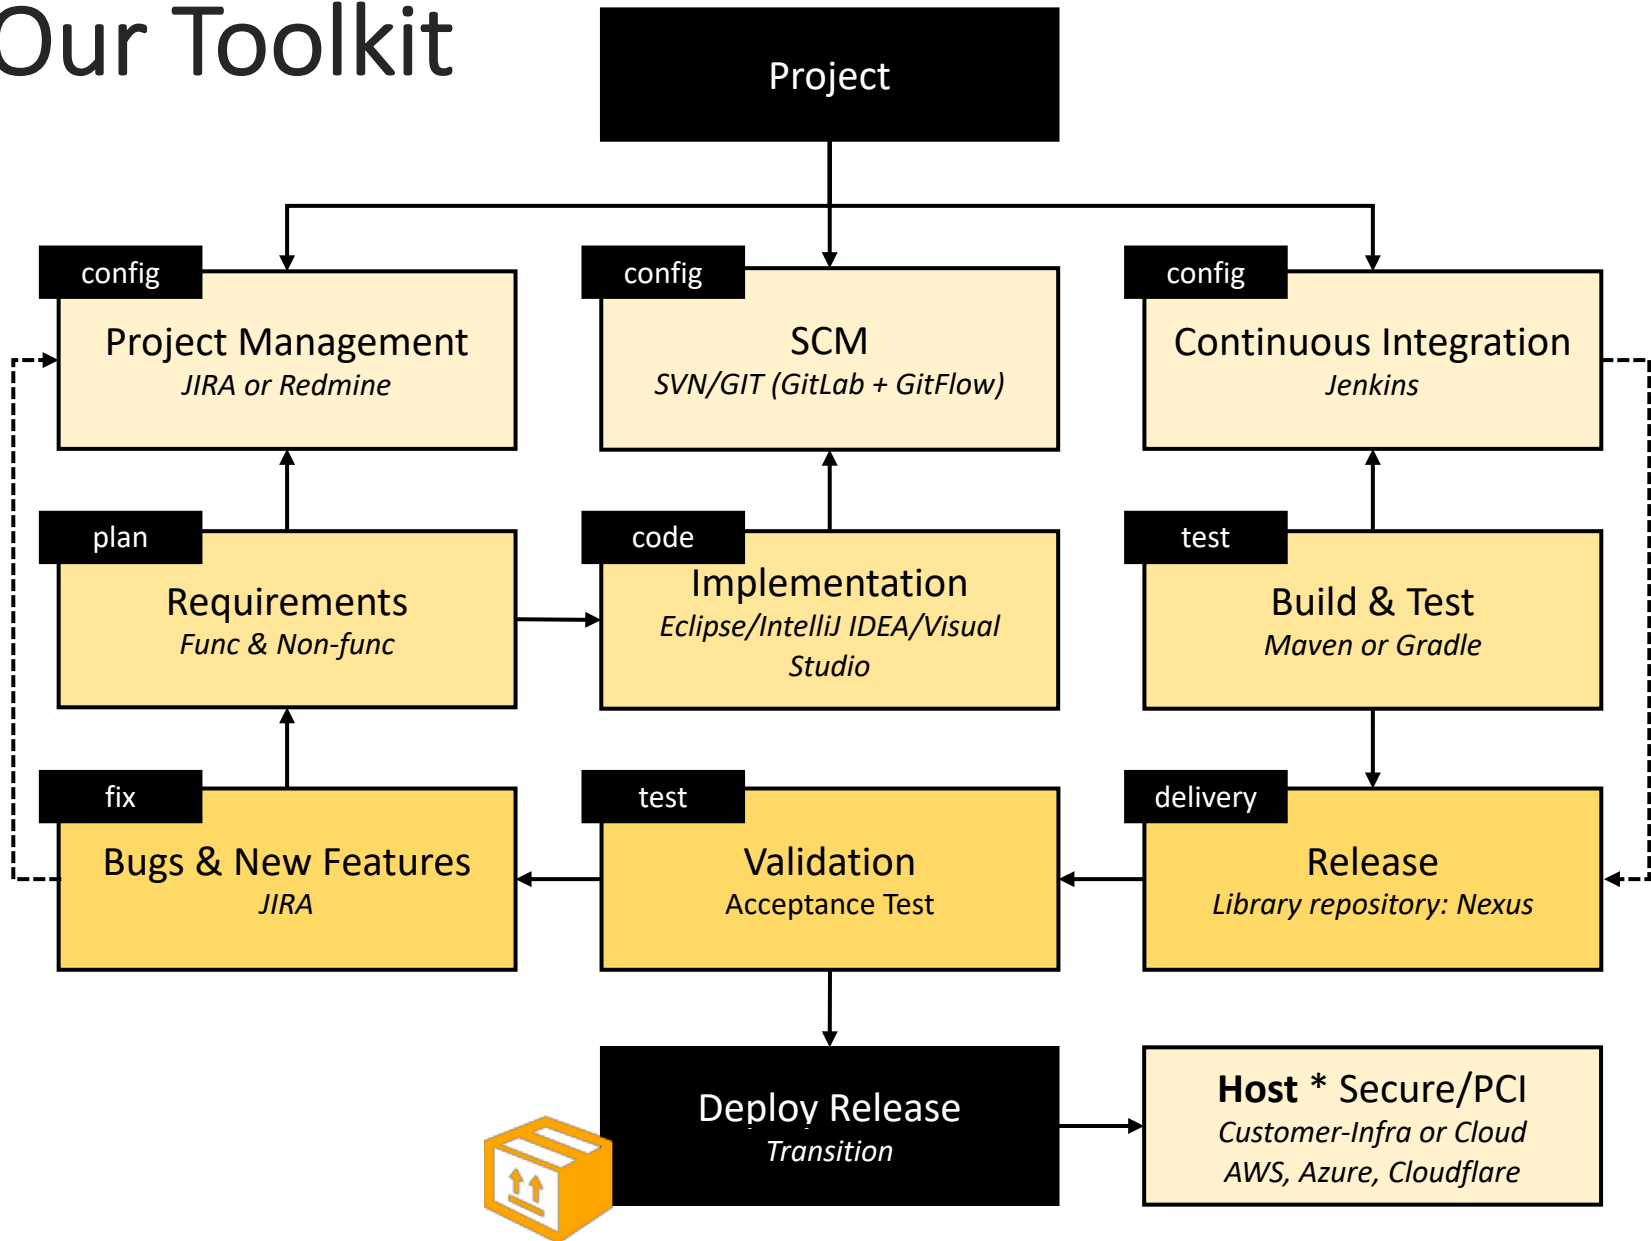 Our Toolkit
Project
config
Project Management
JIRA or Redmine
config
SCM
SVN/GIT (GitLab + GitFlow)
config
Continuous Integration
Jenkins
plan
Requirements
Func & Non-func
code
Implementation
Eclipse/IntelliJ IDEA/Visual
Studio
test
Build & Test
Maven or Gradle
fix
Bugs & New Features
JIRA
test
Validation
Acceptance Test
delivery
Release
Library repository: Nexus
Deploy Release
Transition
Host * Secure/PCI
Customer-Infra or Cloud
AWS, Azure, Cloudflare